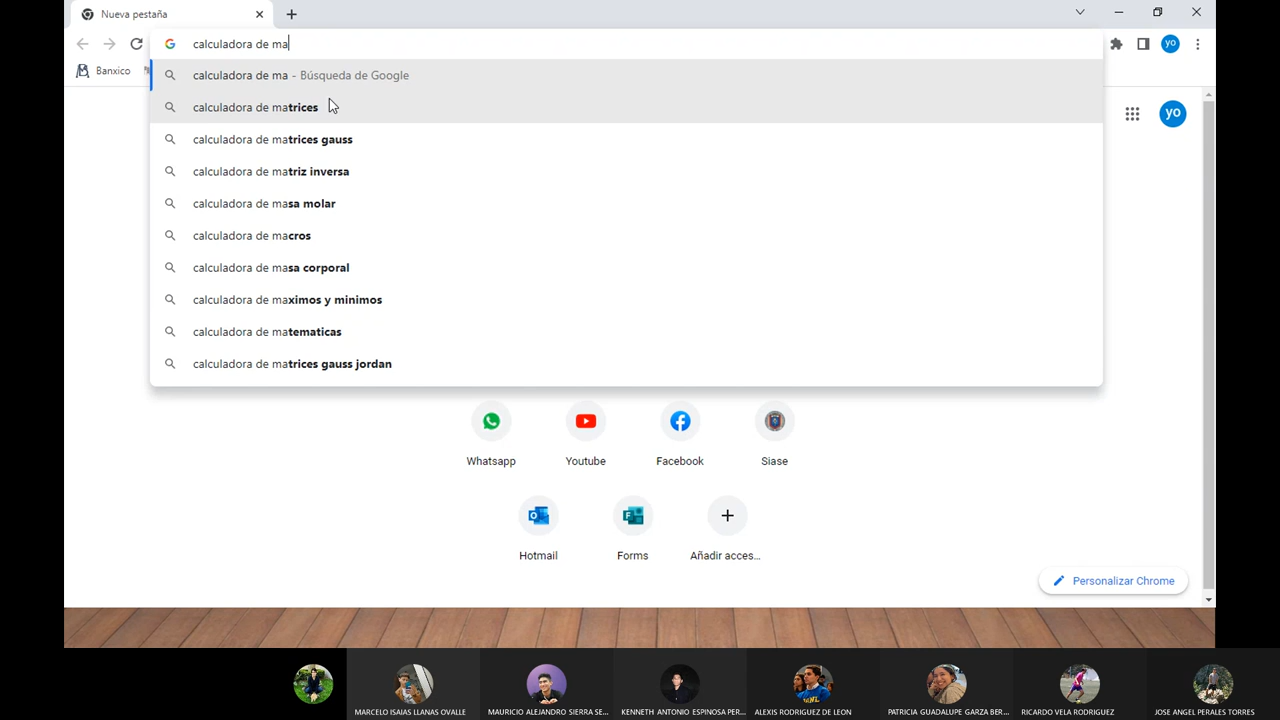 Nueva pestaña
calculadora de ma
Banxico
yo
calculadora de ma - Búsqueda de Google
calculadora de matrices
calculadora de matrices gauss
calculadora de matriz inversa
calculadora de masa molar
calculadora de macros
calculadora de masa corporal
calculadora de maximos y minimos
calculadora de matematicas
calculadora de matrices gauss jordan
yo
Whatsapp
Youtube
Facebook
Siase
Hotmail
Forms
Añadir acces...
Personalizar Chrome
MARCELO ISAIAS LLANAS OVALLE
MAURICIO ALEJANDRO SIERRA SE...
KENNETH ANTONIO ESPINOSA PER...
ALEXIS RODRIGUEZ DE LEON
PATRICIA GUADALUPE GARZA BER...
RICARDO VELA RODRIGUEZ
JOSE ANGEL PERALES TORRES